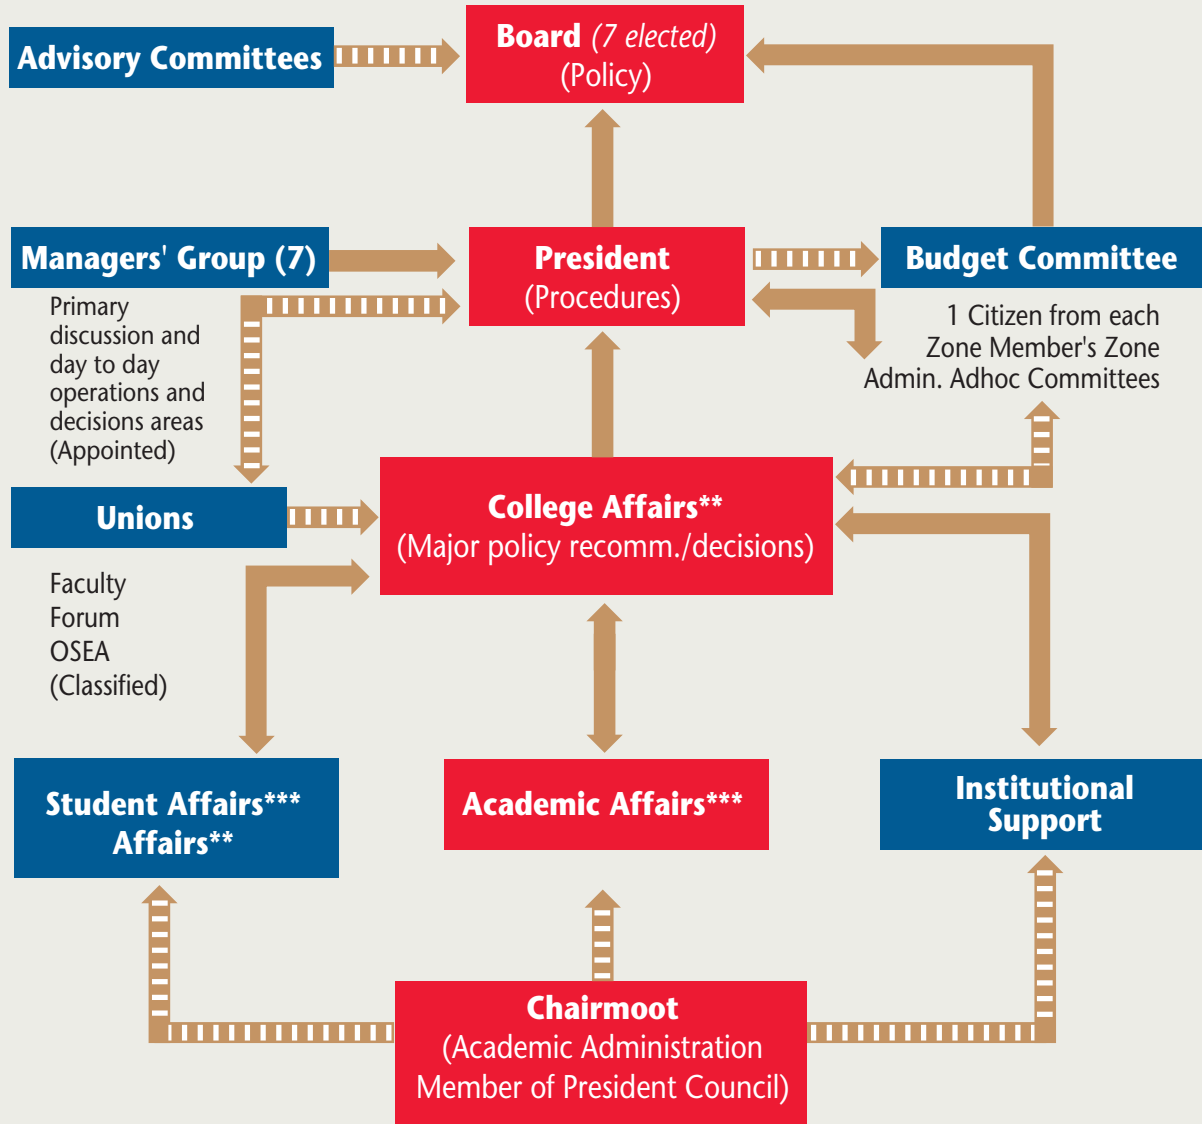 Advisory Committees
Board (7 elected)
(Policy)
Managers' Group (7)
Primary
discussion and
day to day
operations and
decisions areas
(Appointed)
President
(Procedures)
Budget Committee
1 Citizen from each
Zone Member's Zone
Admin. Adhoc Committees
Unions
Faculty
Forum
OSEA
(Classified)
College Affairs**
(Major policy recomm./decisions)
Student Affairs***
Affairs**
Academic Affairs***
Institutional
Support
Chairmoot
(Academic Administration
Member of President Council)